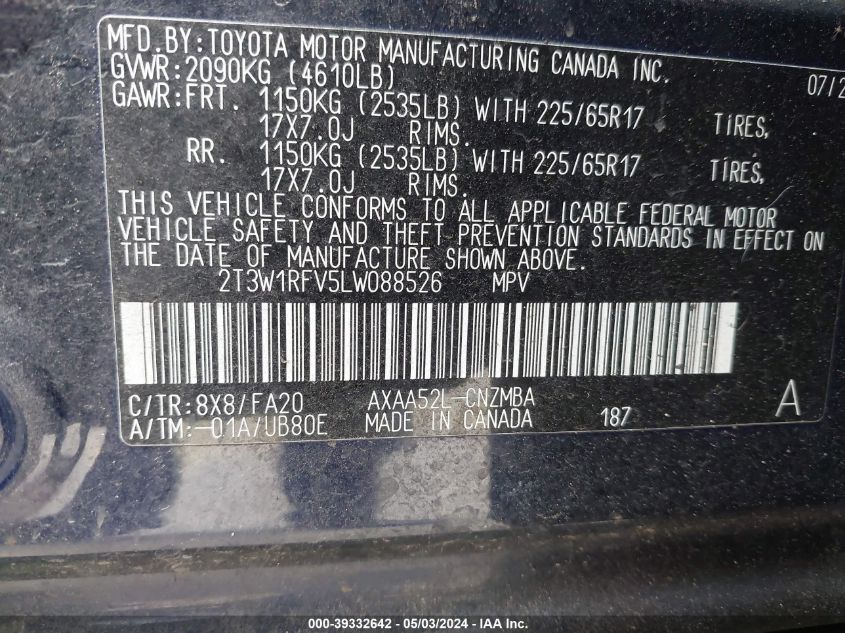 MFD.BY:TOYOTA MOTOR MANUFACTURING CANADA INC. 07/2
GVWR:2090KG (4610LB)
GAWR:FRT. 1150KG (2535LB) WITH 225/65R17 TIRES,
17X7.0J RIMS.
RR. 1150KG (2535LB) WITH 225/65R17 TIRES,
17X7.0J RIMS.
THIS VEHICLE CONFORMS TO ALL APPLICABLE FEDERAL MOTOR
VEHICLE SAFETY AND THEFT PREVENTION STANDARDS IN EFFECT ON
THE DATE OF MANUFACTURE SHOWN ABOVE.
2T3W1RFV5LW088526 MPV
C/TR:8X8/FA20 AXAA52L-CNZMBA
A/TM:-01A/UB80E MADE IN CANADA 187 A
000-39332642 - 05/03/2024 - IAA Inc.